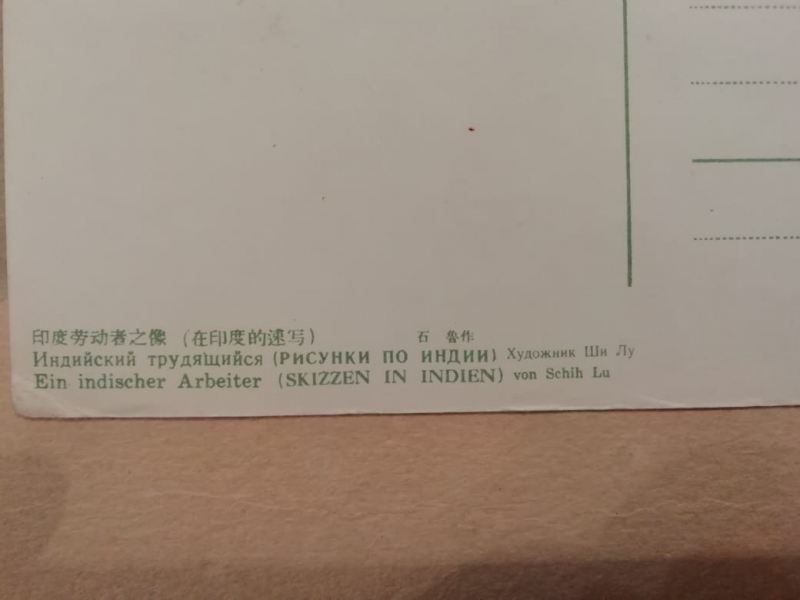 印度劳动者之像（在印度的速写） 石 鲁作
Индийский трудящийся (РИСУНКИ ПО ИНДИИ) Художник Ши Лу
Ein indischer Arbeiter (SKIZZEN IN INDIEN) von Schih Lu